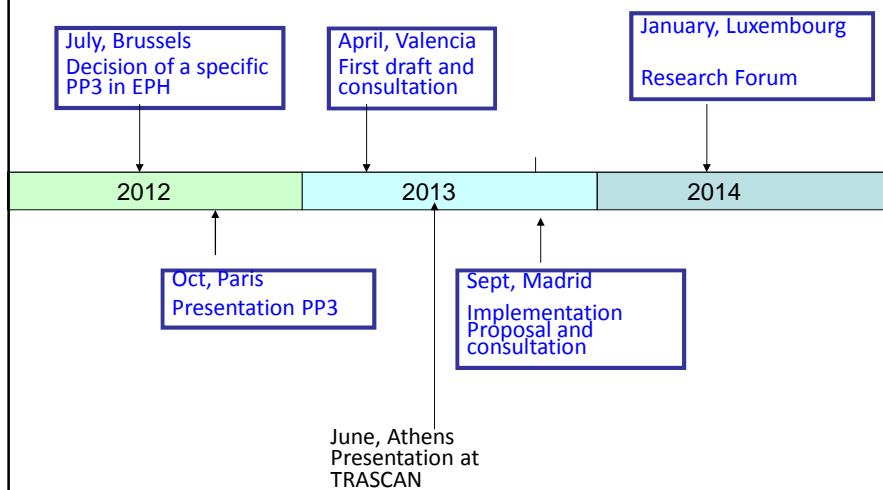 July, Brussels
Decision of a specific
PP3 in EPH
April, Valencia
First draft and
consultation
January, Luxembourg
Research Forum
2012
2013
2014
Oct, Paris
Presentation PP3
Sept, Madrid
Implementation
Proposal and
consultation
June, Athens
Presentation at
TRASCAN